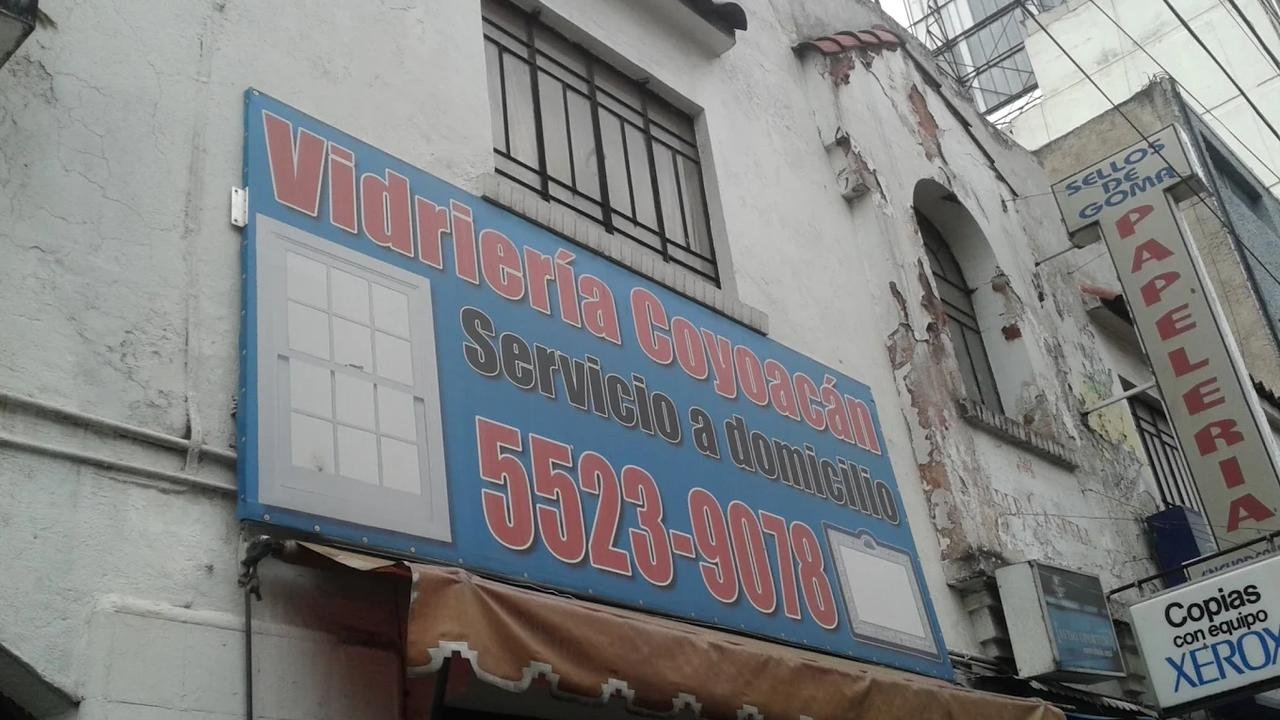 Vidriería Coyoacán
Servicio a domicilio
5523-9078
SELLOS
DE
GOMA
PAPELERIA
Copias
con equipo
XEROX